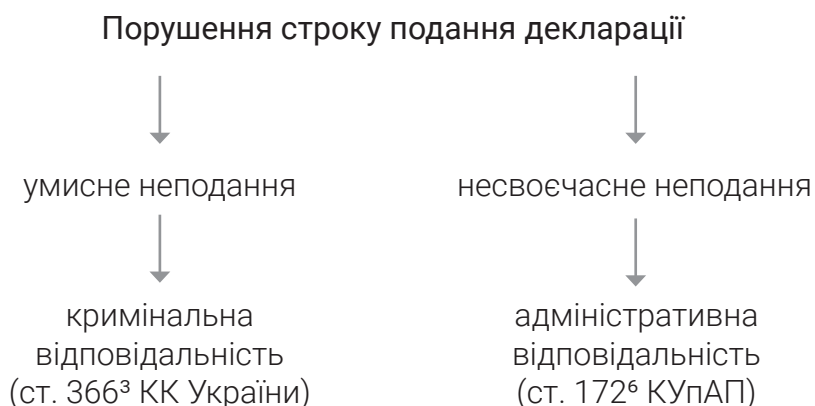 Порушення строку подання декларації
умисне неподання
несвоєчасне неподання
кримінальна
відповідальність
(ст. 366³ КК України)
адміністративна
відповідальність
(ст. 172⁶ КУпАП)